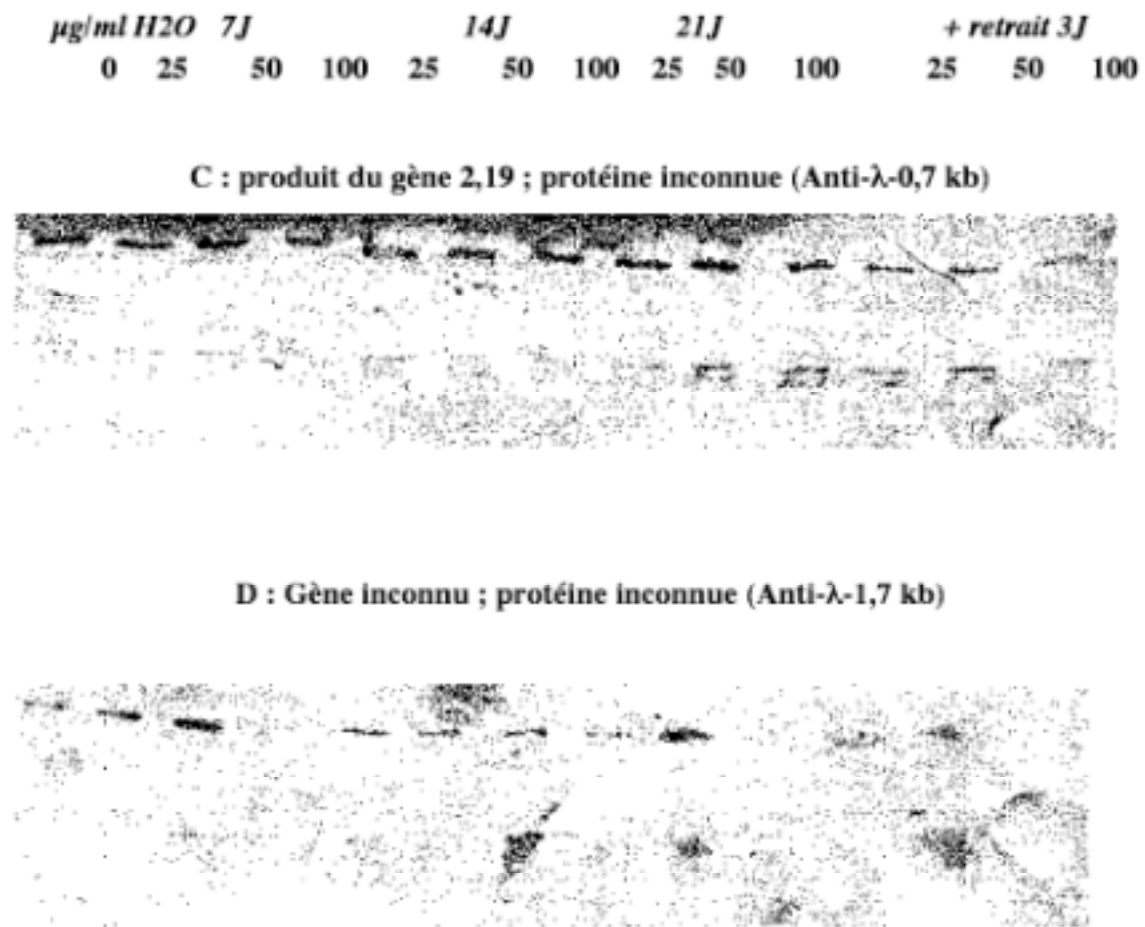 µg/ml H2O 7J 14J 21J + retrait 3J
0 25 50 100 25 50 100 25 50 100 25 50 100
C : produit du gène 2,19 ; protéine inconnue (Anti-λ-0,7 kb)
D : Gène inconnu ; protéine inconnue (Anti-λ-1,7 kb)